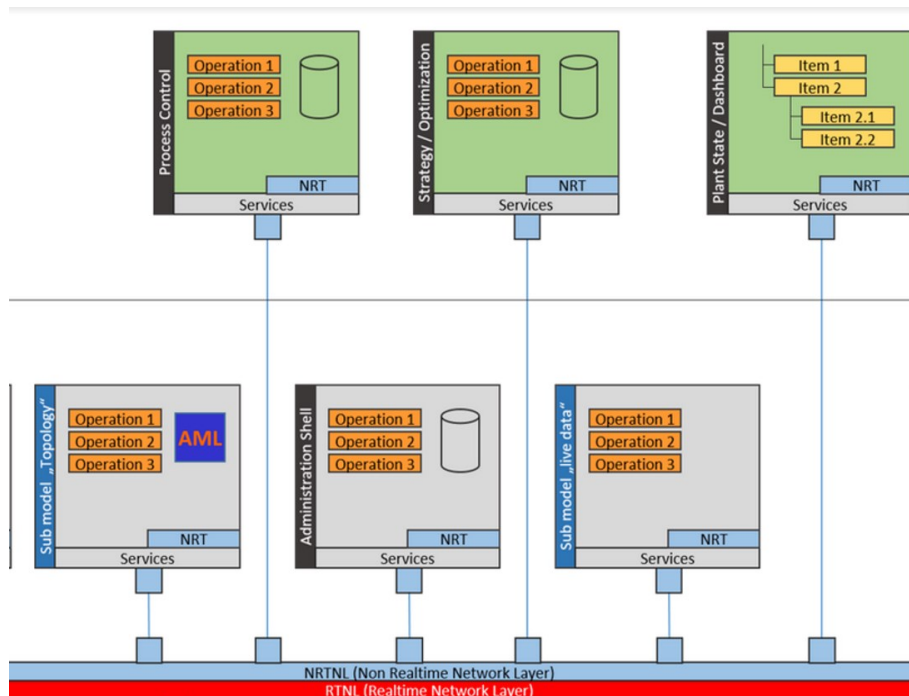 Process Control
Operation 1
Operation 2
Operation 3
NRT
Services
Strategy / Optimization
Operation 1
Operation 2
Operation 3
NRT
Services
Plant State / Dashboard
Item 1
Item 2
Item 2.1
Item 2.2
NRT
Services
Sub model „Topology“
Operation 1
Operation 2
Operation 3
AML
NRT
Services
Administration Shell
Operation 1
Operation 2
Operation 3
NRT
Services
Sub model „live data“
Operation 1
Operation 2
Operation 3
NRT
Services
NRTNL (Non Realtime Network Layer)
RTNL (Realtime Network Layer)